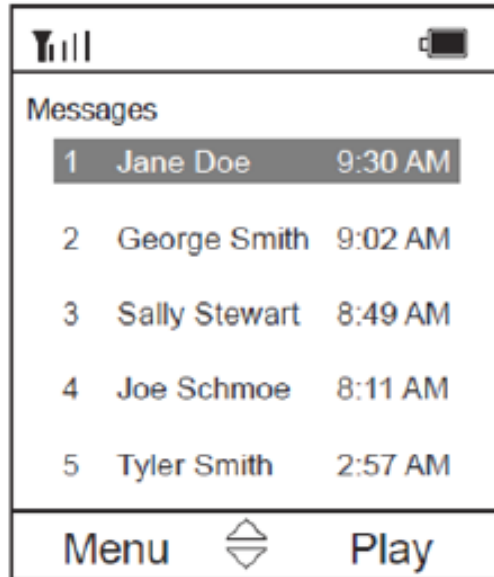 Messages
1 Jane Doe 9:30 AM
2 George Smith 9:02 AM
3 Sally Stewart 8:49 AM
4 Joe Schmoe 8:11 AM
5 Tyler Smith 2:57 AM
Menu Play